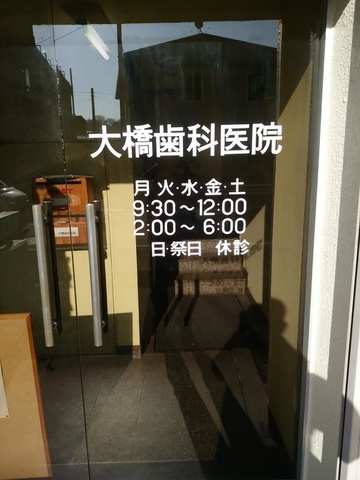 大橋歯科医院
月火·水·金·土
9:30～12:00
2:00～ 6:00
日·祭日 休診